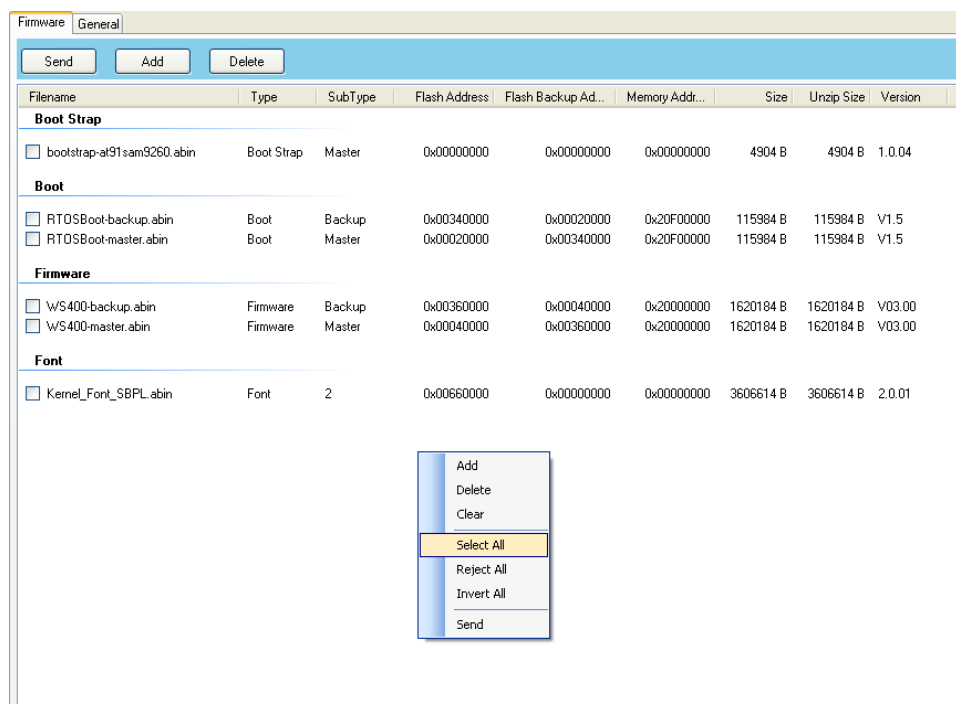 Firmware General
Send Add Delete
Filename Type SubType Flash Address Flash Backup Ad... Memory Addr... Size Unzip Size Version
Boot Strap
bootstrap-at91sam9260.abin Boot Strap Master 0x00000000 0x00000000 0x00000000 4904 B 4904 B 1.0.04
Boot
RTOSBoot-backup.abin Boot Backup 0x00340000 0x00020000 0x20F00000 115984 B 115984 B V1.5
RTOSBoot-master.abin Boot Master 0x00020000 0x00340000 0x20F00000 115984 B 115984 B V1.5
Firmware
WS400-backup.abin Firmware Backup 0x00360000 0x00040000 0x20000000 1620184 B 1620184 B V03.00
WS400-master.abin Firmware Master 0x00040000 0x00360000 0x20000000 1620184 B 1620184 B V03.00
Font
Kernel_Font_SBPL.abin Font 2 0x00660000 0x00000000 0x00000000 3606614 B 3606614 B 2.0.01
Add
Delete
Clear
Select All
Reject All
Invert All
Send